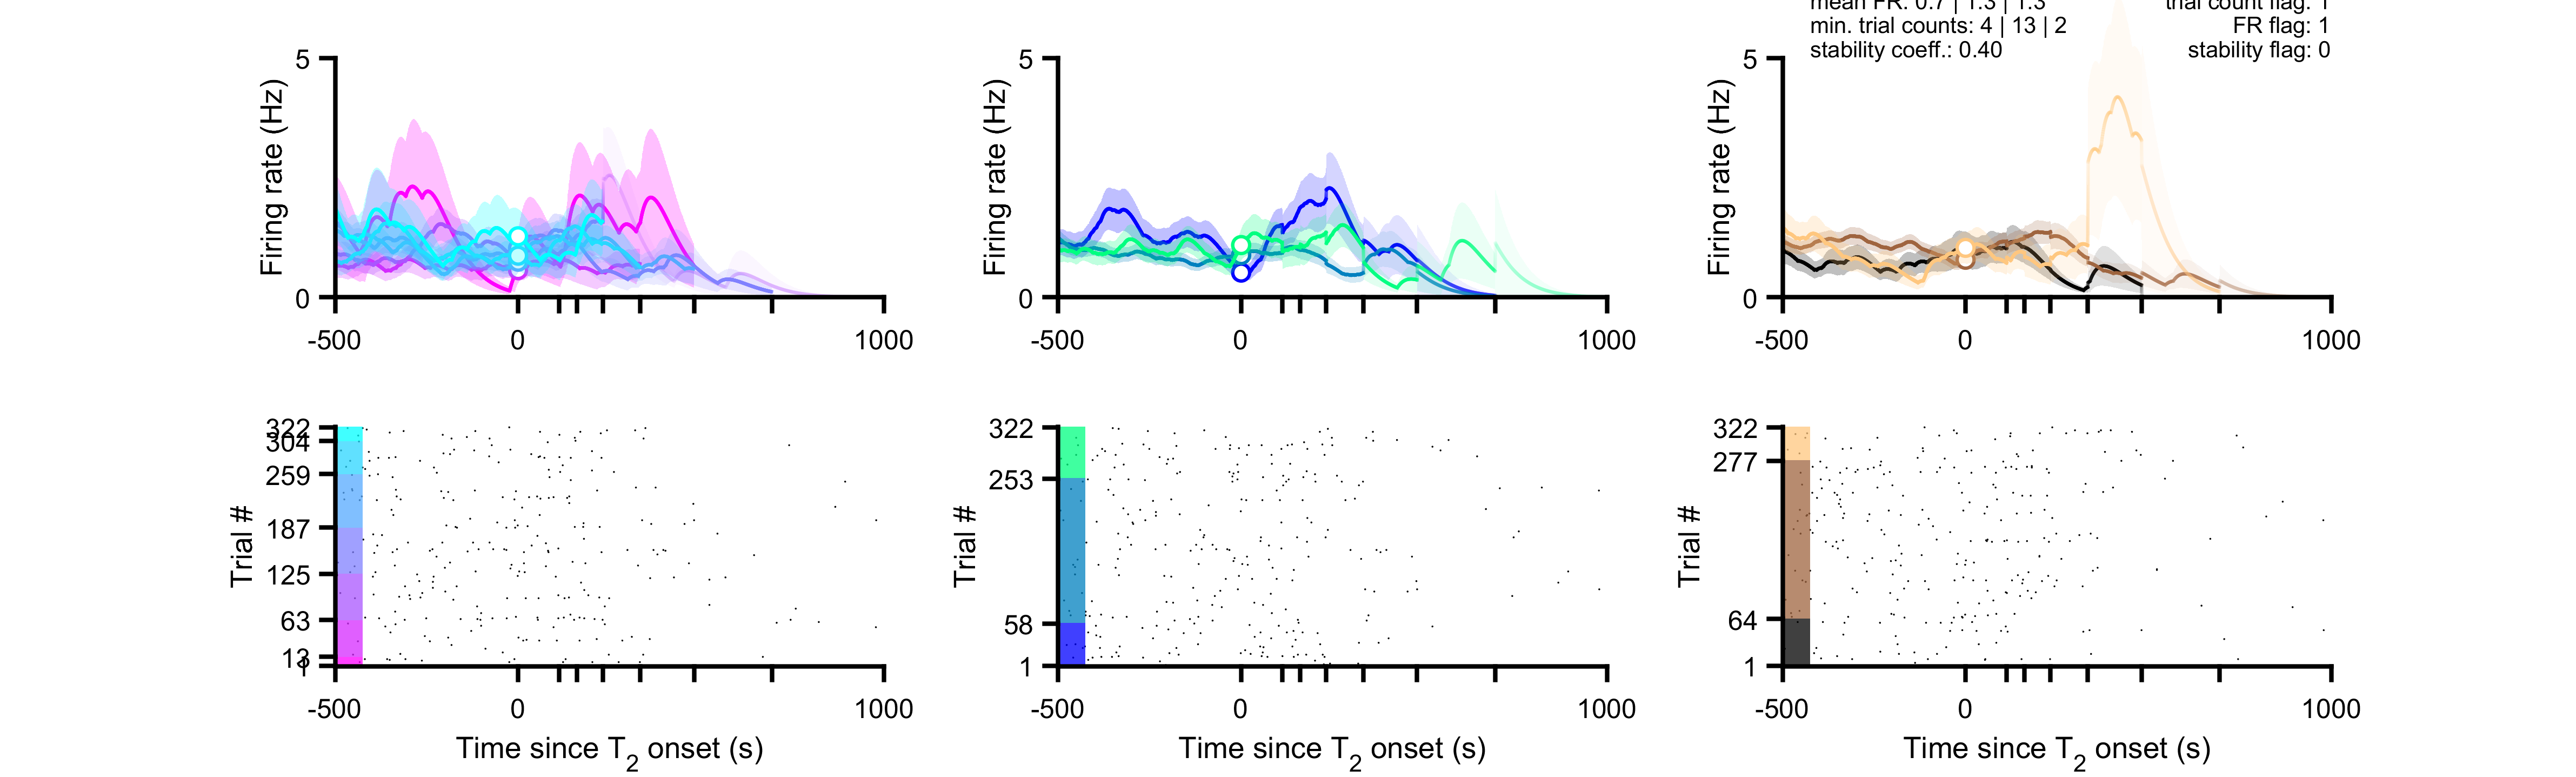 mean FR: 0.7 | 1.3 | 1.3
trial count flag: 1
min. trial counts: 4 | 13 | 2
FR flag: 1
stability coeff.: 0.40
stability flag: 0
5
Firing rate (Hz)
0
-500
0
1000
5
Firing rate (Hz)
0
-500
0
1000
5
Firing rate (Hz)
0
-500
0
1000
322
304
259
187
125
63
13
1
Trial #
-500
0
1000
Time since T2 onset (s)
322
253
58
1
Trial #
-500
0
1000
Time since T2 onset (s)
322
277
64
1
Trial #
-500
0
1000
Time since T2 onset (s)